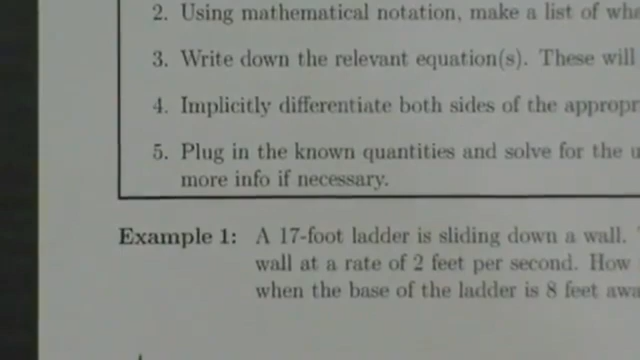 2. Using mathematical notation, make a list of wha
3. Write down the relevant equation(s). These will
4. Implicitly differentiate both sides of the appropr
5. Plug in the known quantities and solve for the u
more info if necessary.
Example 1: A 17-foot ladder is sliding down a wall.
wall at a rate of 2 feet per second. How
when the base of the ladder is 8 feet awa